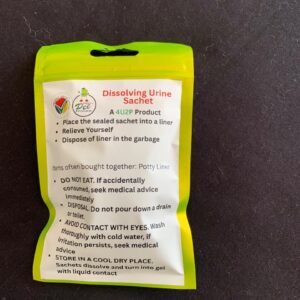 Dissolving Urine
Sachet
A 4U2P Product
• Place the sealed sachet into a liner
• Relieve Yourself
• Dispose of liner in the garbage
Items often bought together: Potty Liner
• DO NOT EAT. If accidentally
consumed, seek medical advice
immediately
• DISPOSAL. Do not pour down a drain
or toilet.
• AVOID CONTACT WITH EYES. Wash
thoroughly with cold water, if
irritation persists, seek medical
advice
• STORE IN A COOL DRY PLACE.
Sachets dissolve and turn into gel
with liquid contact